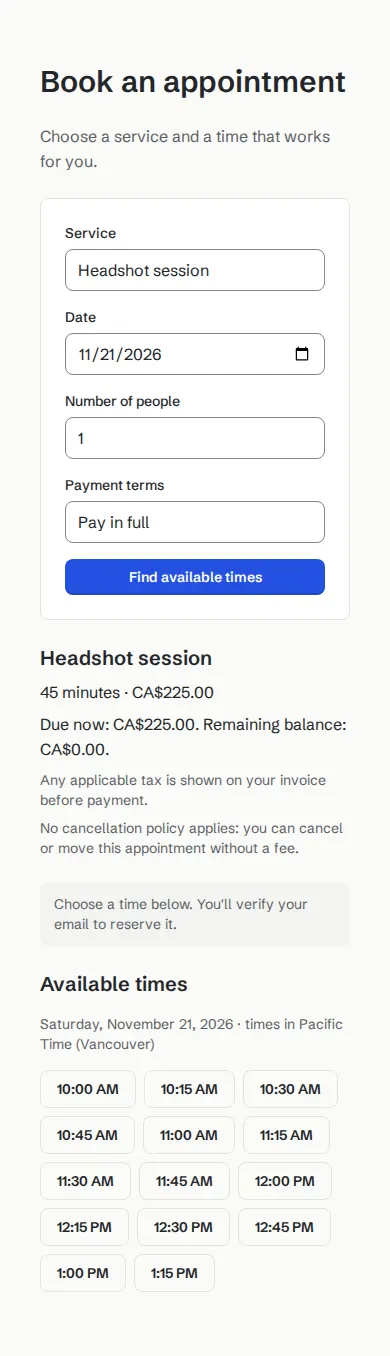 Book an appointment
Choose a service and a time that works
for you.
Service
Headshot session
Date
11/21/2026
Number of people
1
Payment terms
Pay in full
Find available times
Headshot session
45 minutes · CA$225.00
Due now: CA$225.00. Remaining balance:
CA$0.00.
Any applicable tax is shown on your invoice
before payment.
No cancellation policy applies: you can cancel
or move this appointment without a fee.
Choose a time below. You'll verify your
email to reserve it.
Available times
Saturday, November 21, 2026 · times in Pacific
Time (Vancouver)
10:00 AM 10:15 AM 10:30 AM
10:45 AM 11:00 AM 11:15 AM
11:30 AM 11:45 AM 12:00 PM
12:15 PM 12:30 PM 12:45 PM
1:00 PM 1:15 PM